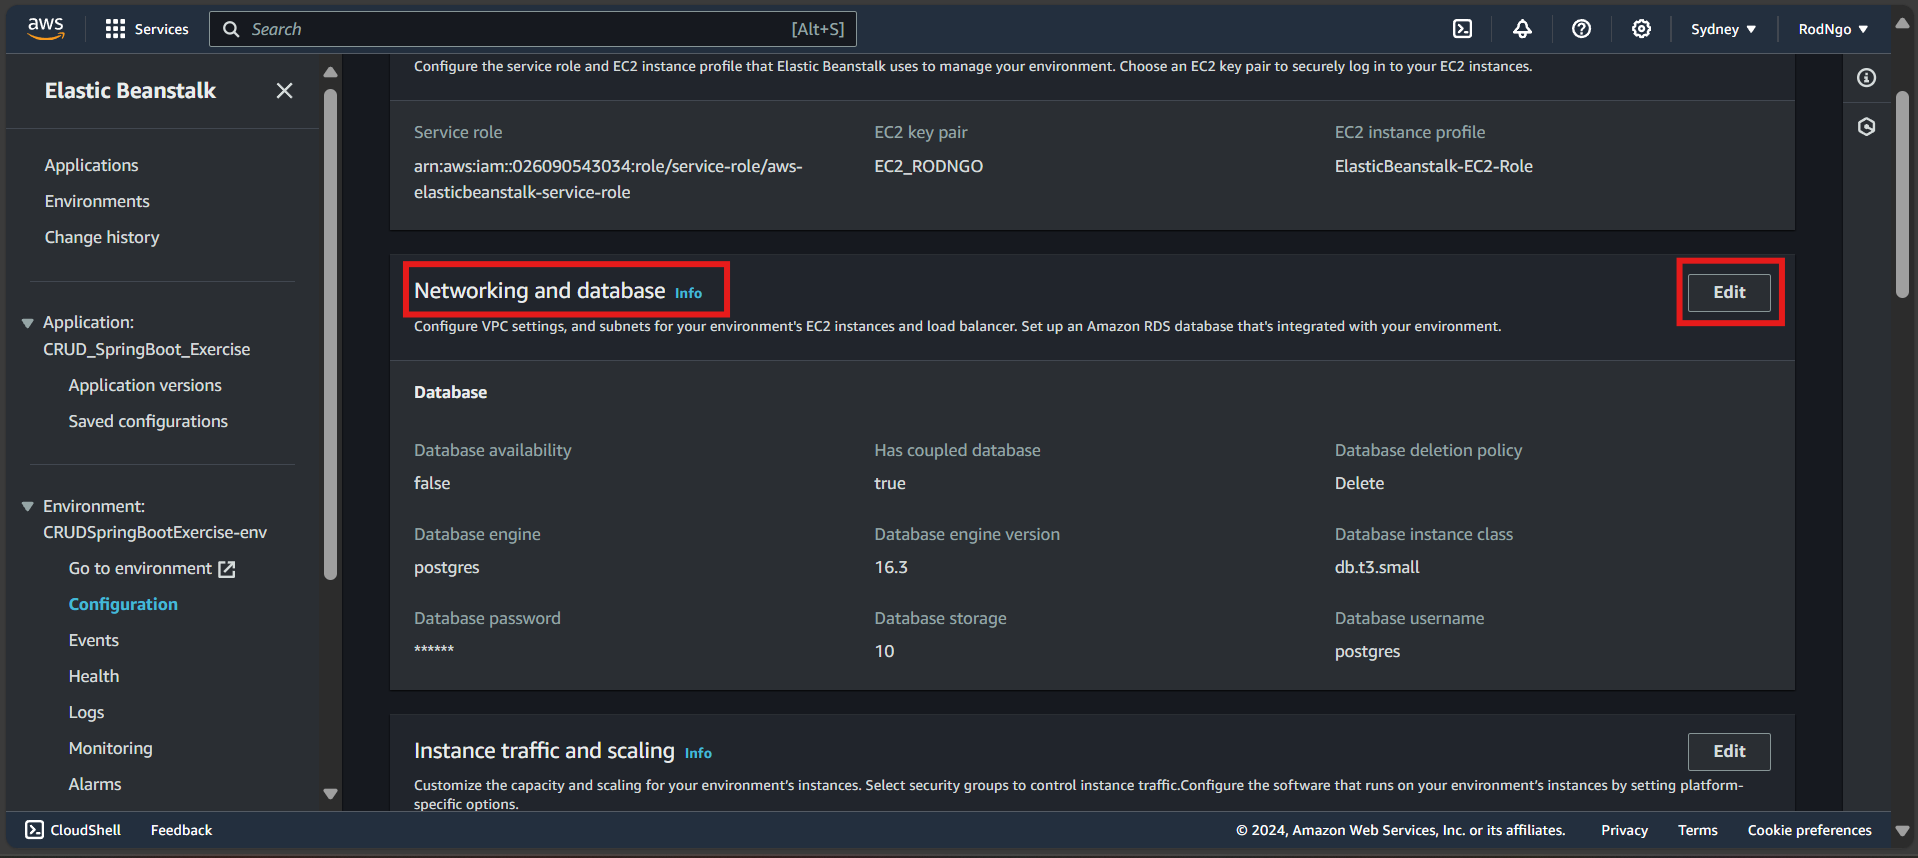 aws
Services
Search
[Alt+S]
Sydney ▼
RodNgo ▼
Elastic Beanstalk
Applications
Environments
Change history
Application:
CRUD_SpringBoot_Exercise
Application versions
Saved configurations
Environment:
CRUDSpringBootExercise-env
Go to environment
Configuration
Events
Health
Logs
Monitoring
Alarms
Configure the service role and EC2 instance profile that Elastic Beanstalk uses to manage your environment. Choose an EC2 key pair to securely log in to your EC2 instances.
Service role
arn:aws:iam::026090543034:role/service-role/aws-
elasticbeanstalk-service-role
EC2 key pair
EC2_RODNGO
EC2 instance profile
ElasticBeanstalk-EC2-Role
Networking and database Info
Edit
Configure VPC settings, and subnets for your environment's EC2 instances and load balancer. Set up an Amazon RDS database that's integrated with your environment.
Database
Database availability
false
Has coupled database
true
Database deletion policy
Delete
Database engine
postgres
Database engine version
16.3
Database instance class
db.t3.small
Database password
******
Database storage
10
Database username
postgres
Instance traffic and scaling Info
Edit
Customize the capacity and scaling for your environment’s instances. Select security groups to control instance traffic.Configure the software that runs on your environment’s instances by setting platform-
specific options.
CloudShell
Feedback
© 2024, Amazon Web Services, Inc. or its affiliates.
Privacy
Terms
Cookie preferences